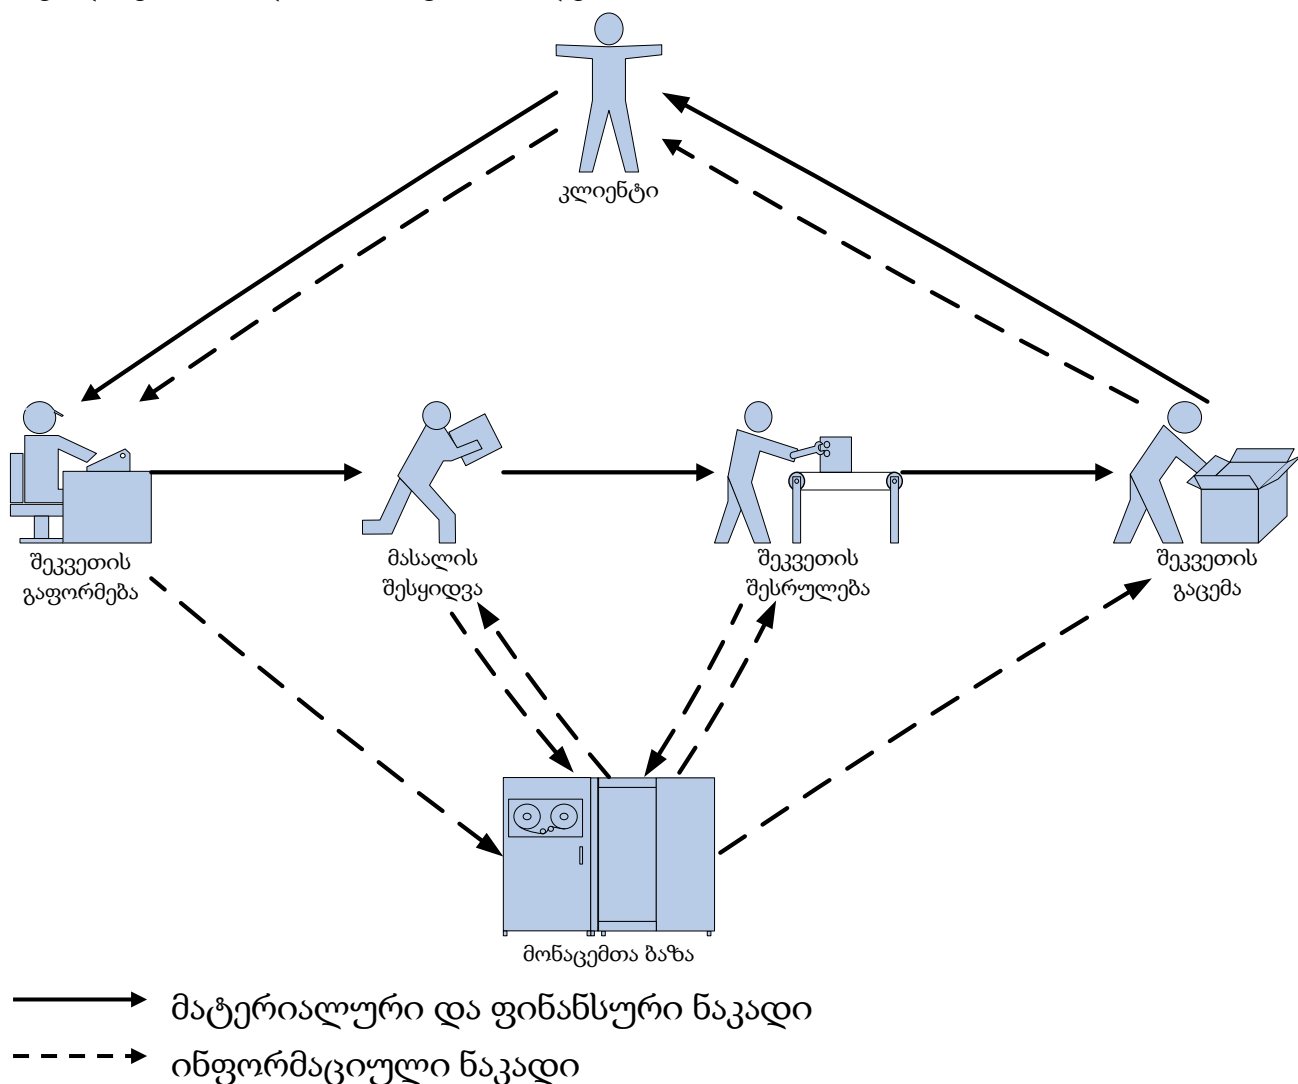 კლიენტი
შეკვეთის
გაფორმება
მასალის
შესყიდვა
შეკვეთის
შესრულება
შეკვეთის
გაცემა
მონაცემთა ბაზა
მატერიალური და ფინანსური ნაკადი
ინფორმაციული ნაკადი